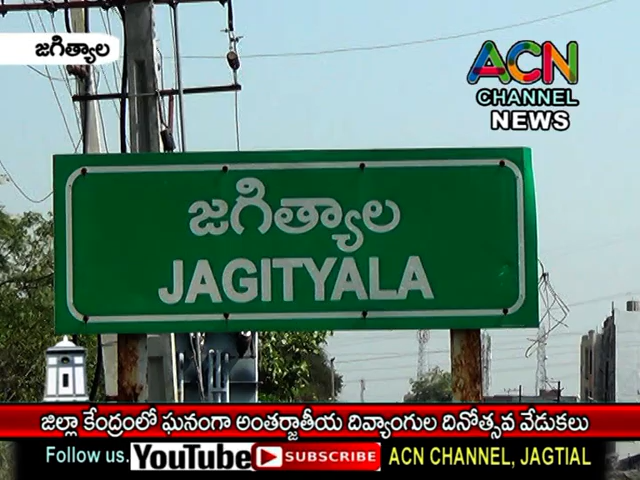 జగిత్యాల
ACN
CHANNEL
NEWS
జగిత్యాల
JAGITYALA
జిల్లా కేంద్రంలో ఘనంగా అంతర్జాతీయ దివ్యాంగుల దినోత్సవ వేడుకలు
Follow us. YouTube SUBSCRIBE ACN CHANNEL, JAGTIAL